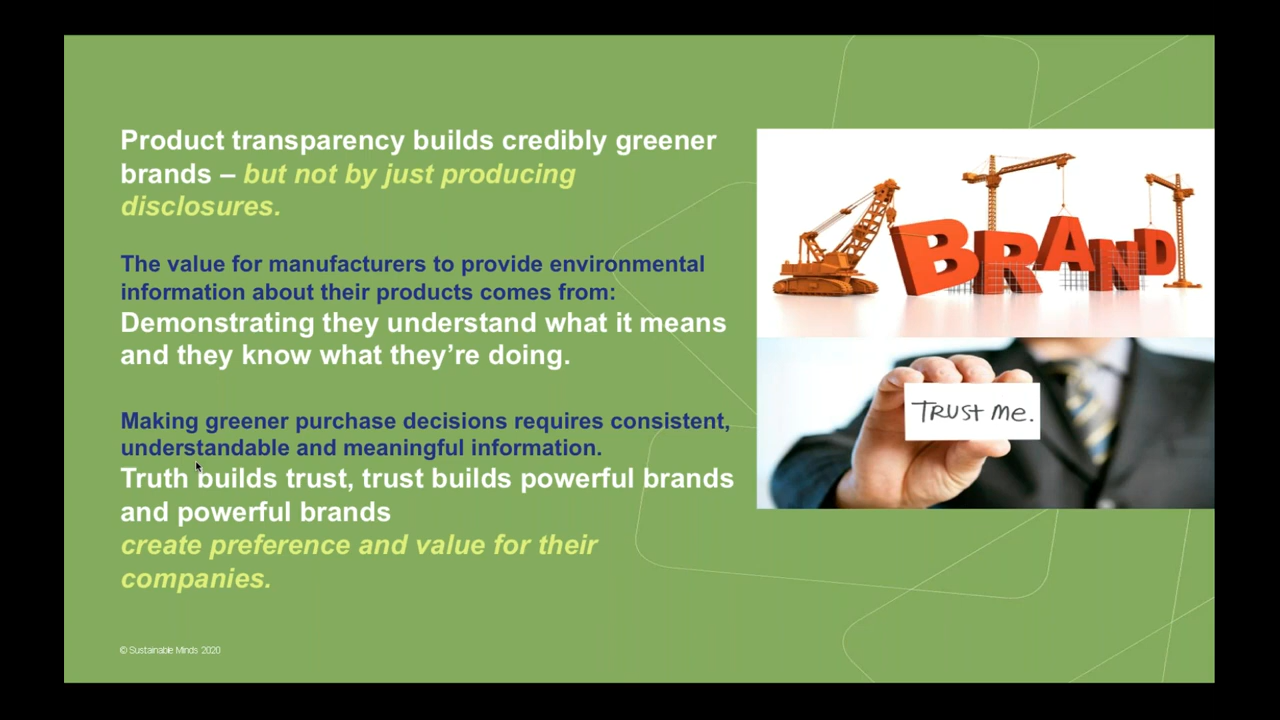 Product transparency builds credibly greener
brands – but not by just producing
disclosures.
The value for manufacturers to provide environmental
information about their products comes from:
Demonstrating they understand what it means
and they know what they’re doing.
Making greener purchase decisions requires consistent,
understandable and meaningful information.
Truth builds trust, trust builds powerful brands
and powerful brands
create preference and value for their
companies.
BRAND
TRUST me.
© Sustainable Minds 2020